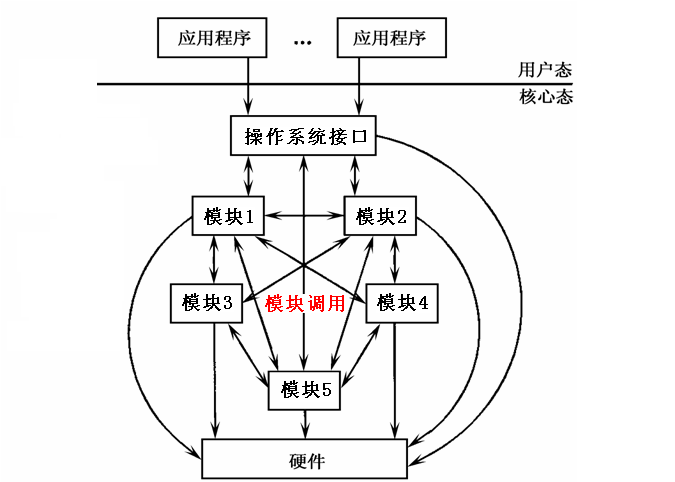 应用程序
...
应用程序
用户态
核心态
操作系统接口
模块1
模块2
模块3
模块调用
模块4
模块5
硬件